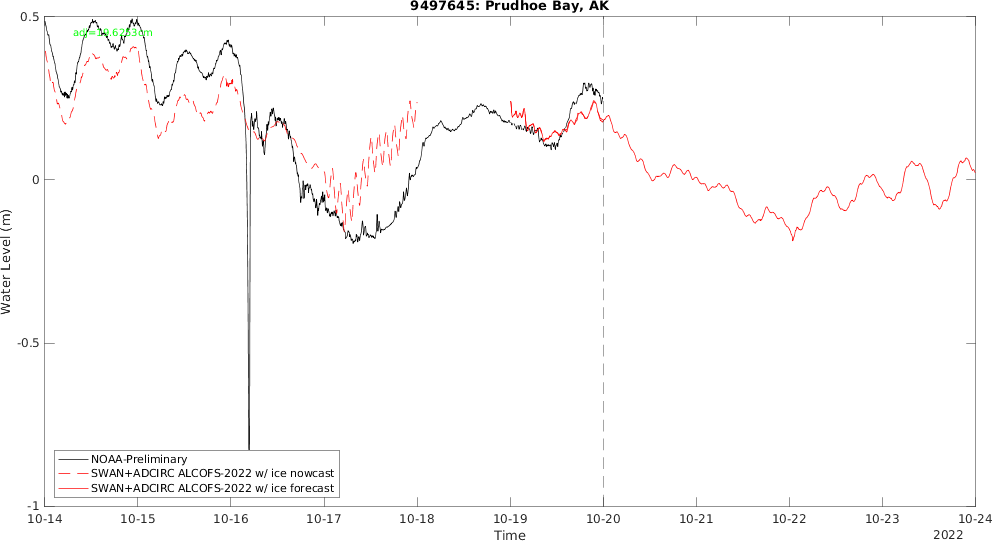 9497645: Prudhoe Bay, AK
0.5
0
-0.5
-1
Water Level (m)
NOAA-Preliminary
SWAN+ADCIRC ALCOFS-2022 w/ ice nowcast
SWAN+ADCIRC ALCOFS-2022 w/ ice forecast
10-14 10-15 10-16 10-17 10-18 10-19 10-20 10-21 10-22 10-23 10-24
Time
2022